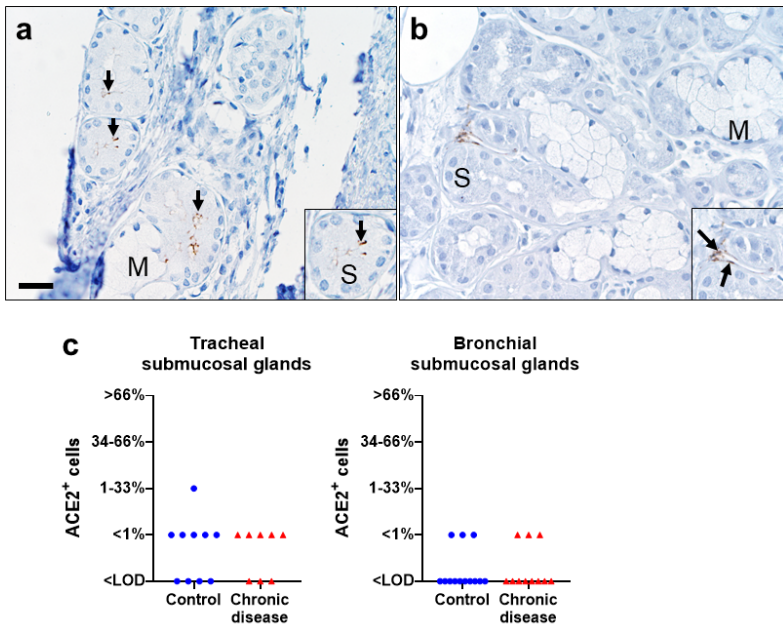 a
M
S
b
S
M
c
Tracheal
submucosal glands
ACE2+ cells
>66%
34-66%
1-33%
<1%
<LOD
Control
Chronic
disease
Bronchial
submucosal glands
ACE2+ cells
>66%
34-66%
1-33%
<1%
<LOD
Control
Chronic
disease